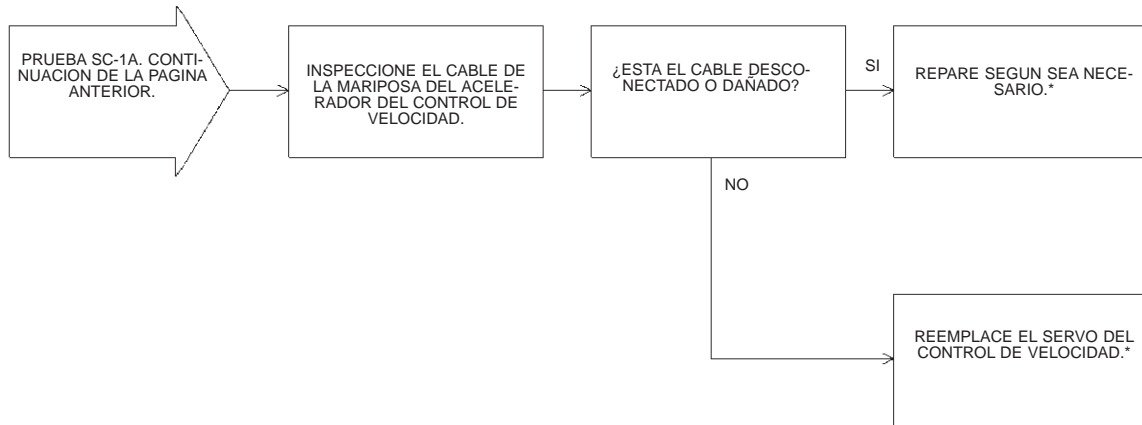 PRUEBA SC-1A. CONTI-
NUACION DE LA PAGINA
ANTERIOR.
INSPECCIONE EL CABLE DE
LA MARIPOSA DEL ACELE-
RADOR DEL CONTROL DE
VELOCIDAD.
¿ESTA EL CABLE DESCO-
NECTADO O DAÑADO?
SI
REPARE SEGUN SEA NECE-
SARIO.*
NO
REEMPLACE EL SERVO DEL
CONTROL DE VELOCIDAD.*